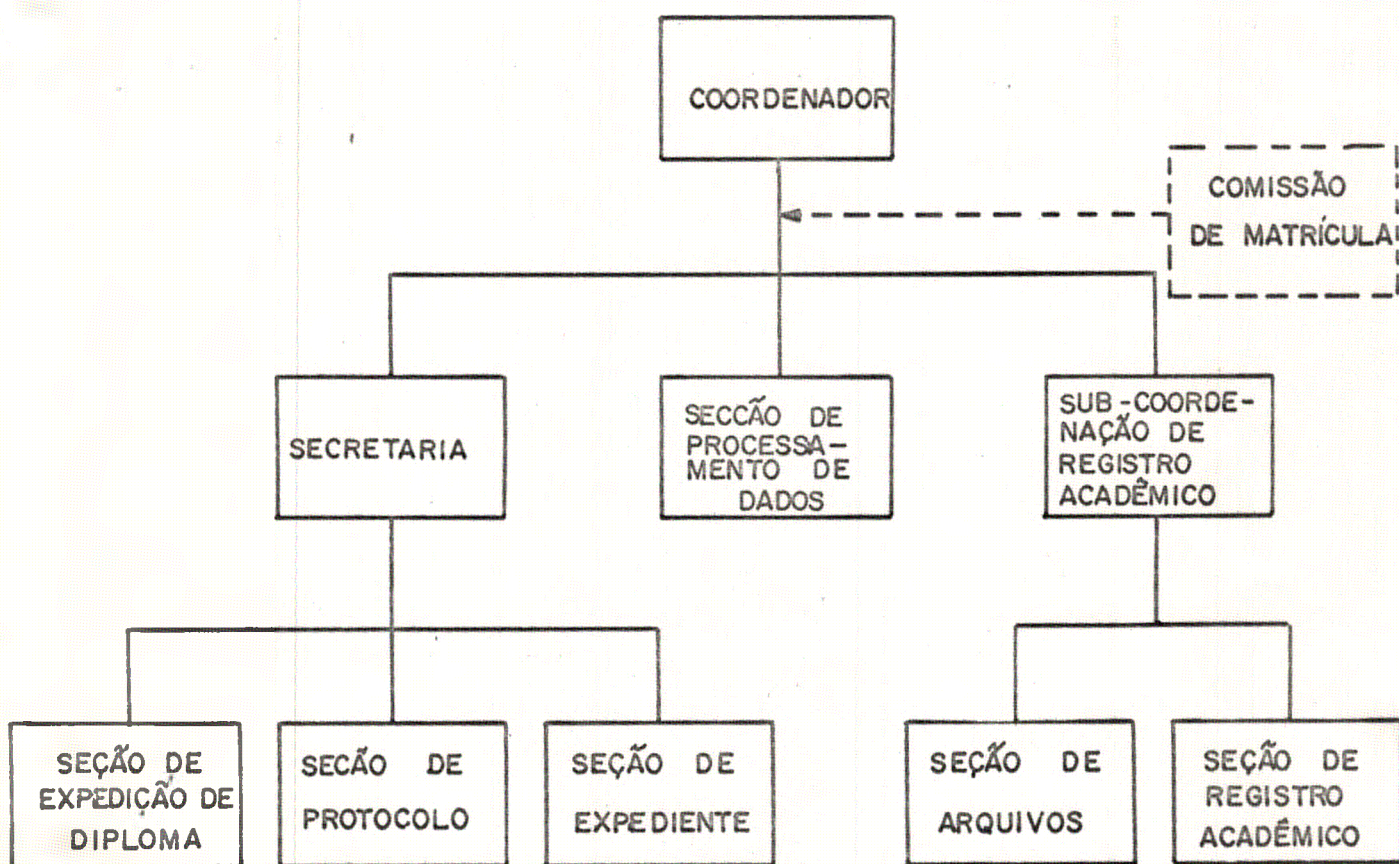 COORDENADOR
COMISSÃO
DE MATRÍCULA
SECRETARIA
SECCÃO DE
PROCESSA-
MENTO DE
DADOS
SUB-COORDE-
NAÇÃO DE
REGISTRO
ACADÊMICO
SEÇÃO DE
EXPEDIÇÃO DE
DIPLOMA
SECÃO DE
PROTOCOLO
SEÇÃO DE
EXPEDIENTE
SEÇÃO DE
ARQUIVOS
SEÇÃO DE
REGISTRO
ACADÊMICO